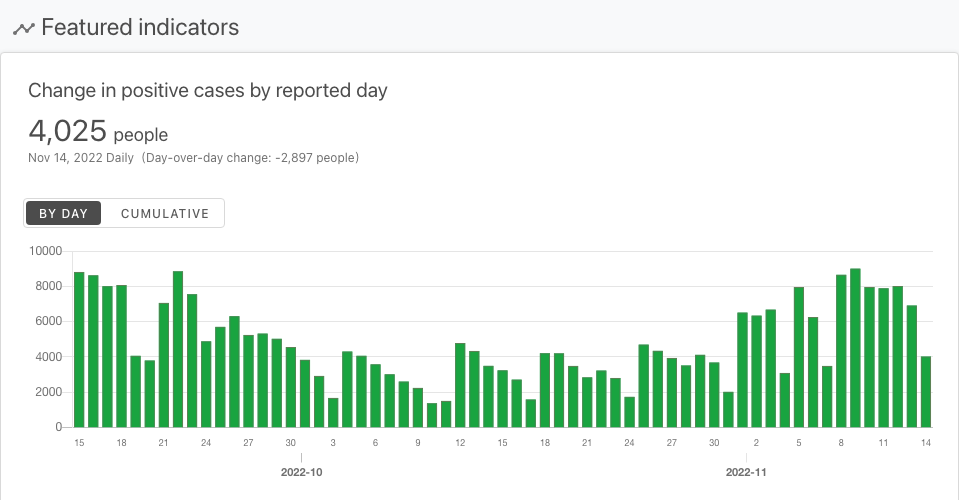 Featured indicators
Change in positive cases by reported day
4,025 people
Nov 14, 2022 Daily (Day-over-day change: -2,897 people)
BY DAY CUMULATIVE
10000
8000
6000
4000
2000
0
15 18 21 24 27 30 3 6 9 12 15 18 21 24 27 30 2 5 8 11 14
2022-10 2022-11